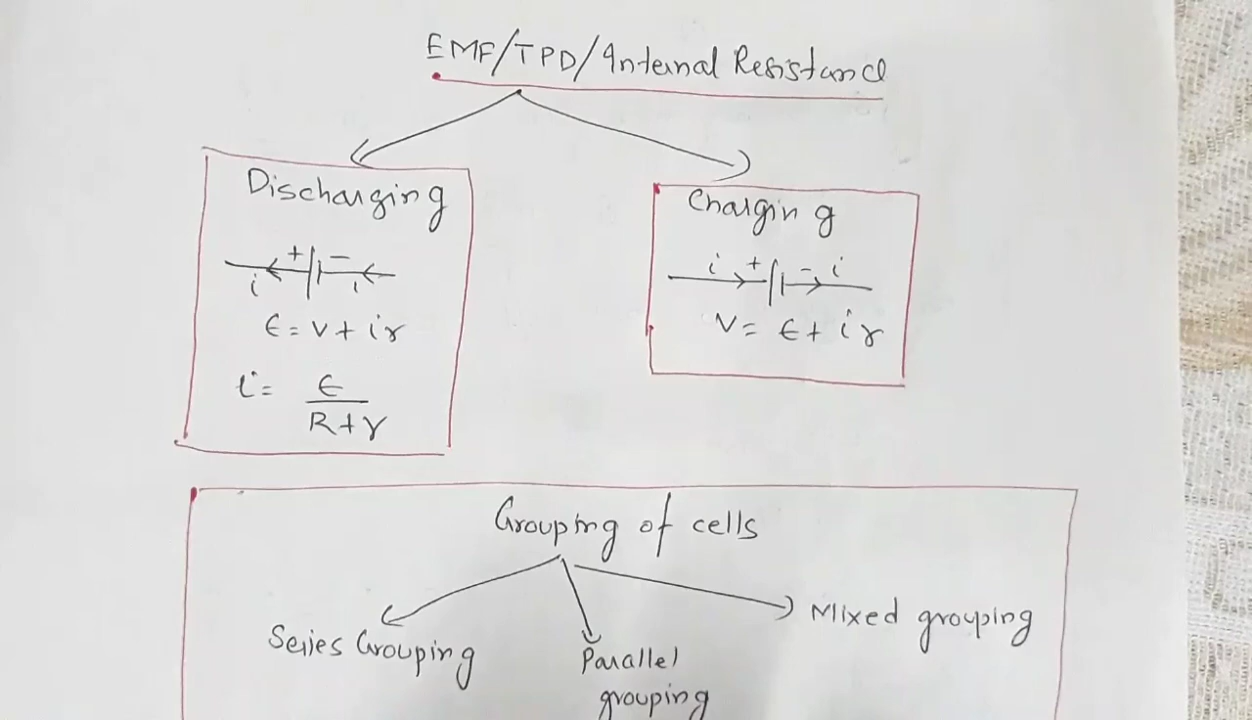 EMF/TPD/Internal Resistance
Discharging
+ -
i i
ε = v + ir
i = ε
R+r
Charging
i + - i
V = ε + ir
Grouping of cells
Series Grouping
Parallel
grouping
Mixed grouping